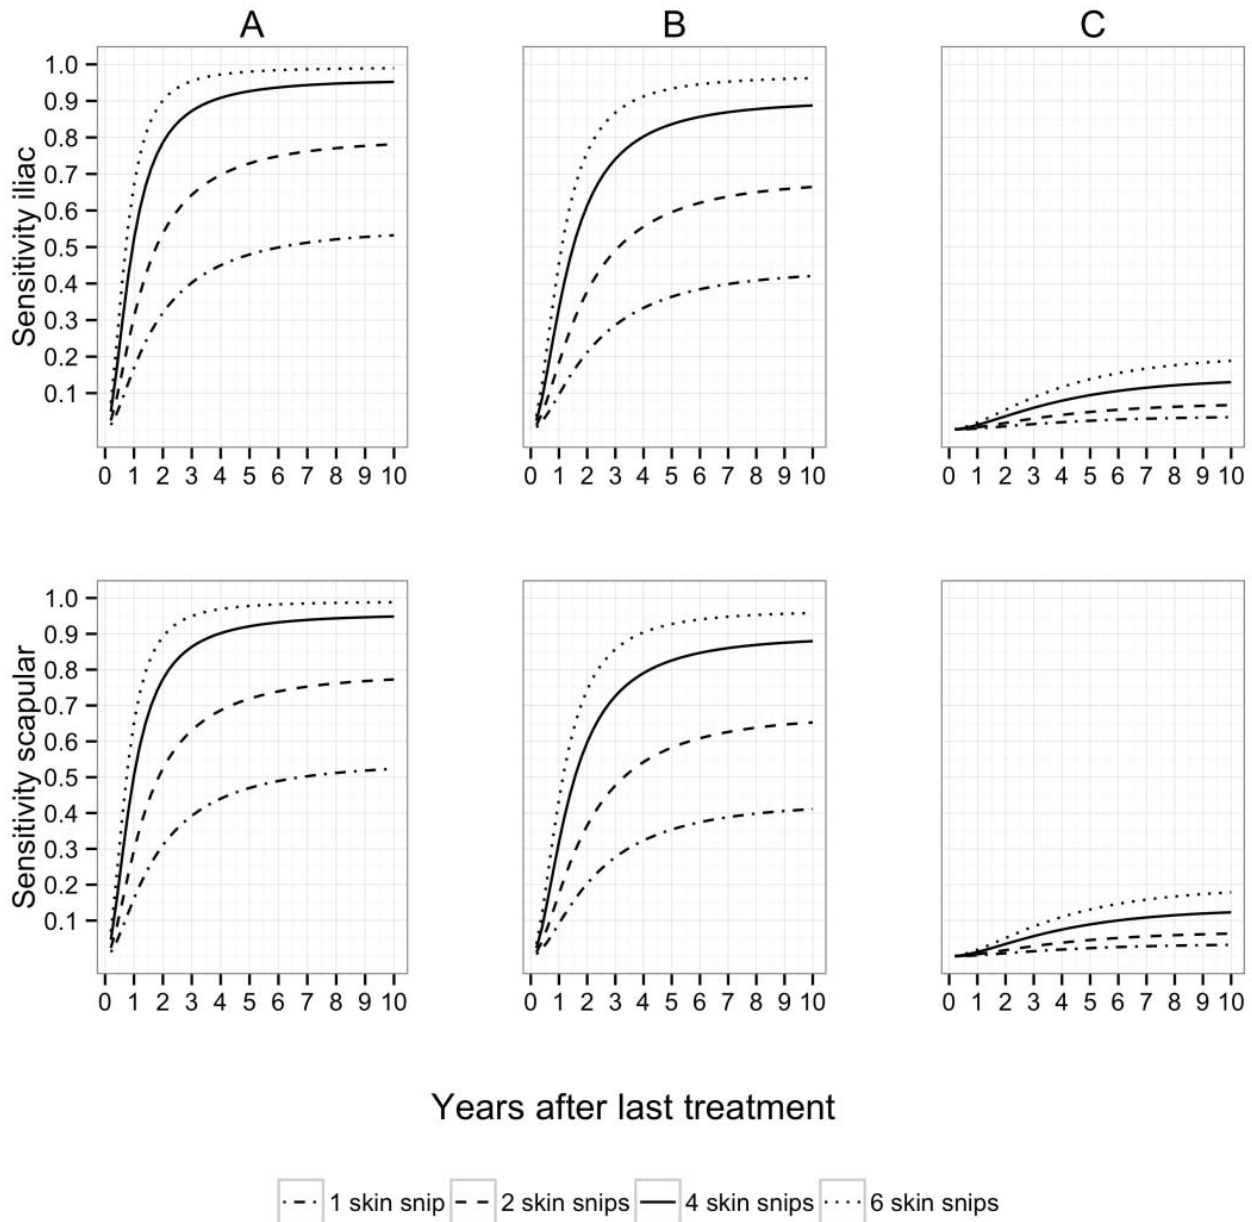 A B C
Sensitivity iliac
1.0
0.9
0.8
0.7
0.6
0.5
0.4
0.3
0.2
0.1
0 1 2 3 4 5 6 7 8 9 10 0 1 2 3 4 5 6 7 8 9 10 0 1 2 3 4 5 6 7 8 9 10
Sensitivity scapular
1.0
0.9
0.8
0.7
0.6
0.5
0.4
0.3
0.2
0.1
0 1 2 3 4 5 6 7 8 9 10 0 1 2 3 4 5 6 7 8 9 10 0 1 2 3 4 5 6 7 8 9 10
Years after last treatment
1 skin snip 2 skin snips 4 skin snips 6 skin snips